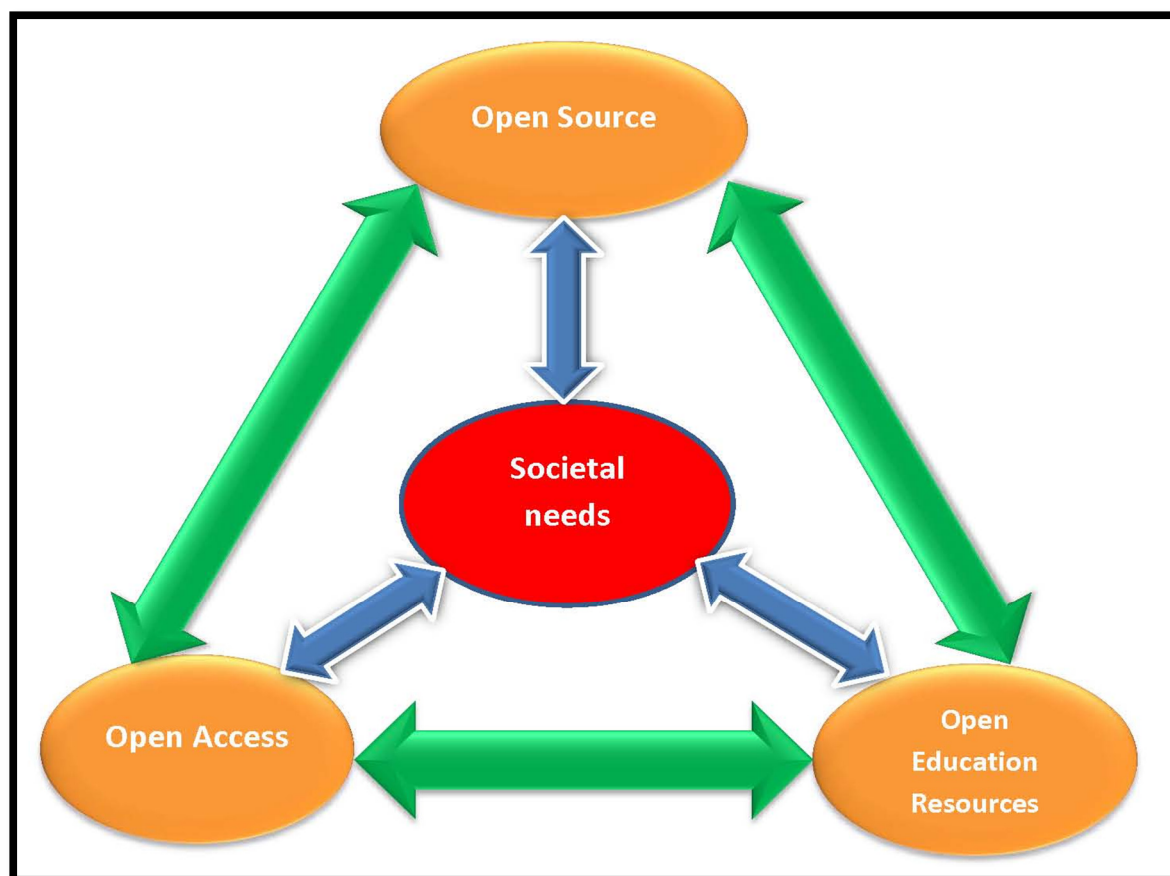 Open Source
Societal
needs
Open Access
Open
Education
Resources